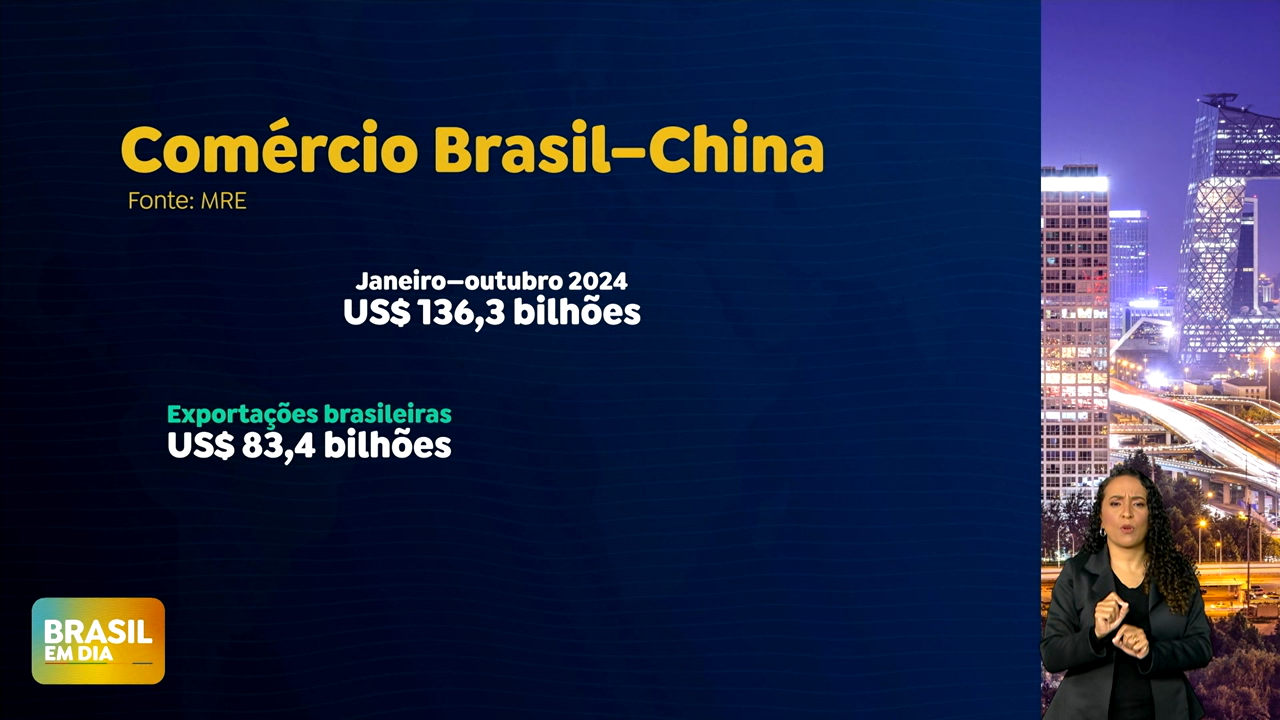 Comércio Brasil–China
Fonte: MRE
Janeiro–outubro 2024
US$ 136,3 bilhões
Exportações brasileiras
US$ 83,4 bilhões
BRASIL
EM DIA